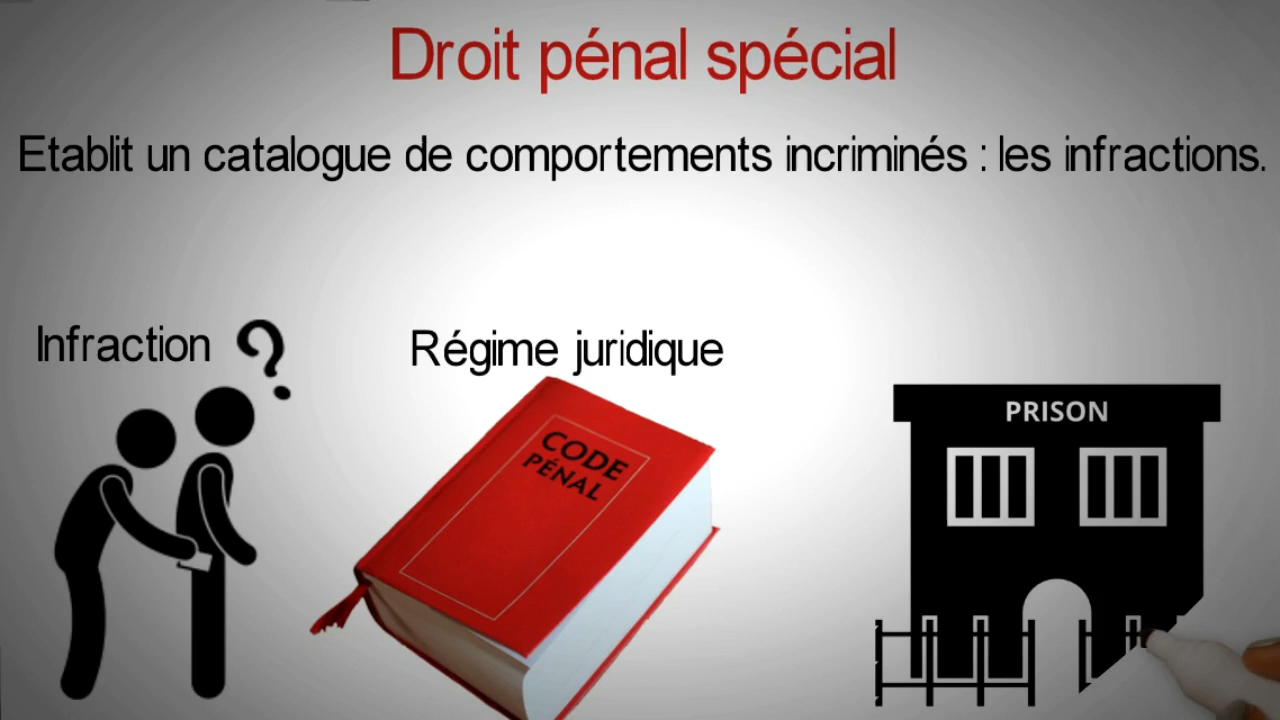 Droit pénal spécial
Etablit un catalogue de comportements incriminés : les infractions.
Infraction ?
Régime juridique
CODE
PÉNAL
PRISON